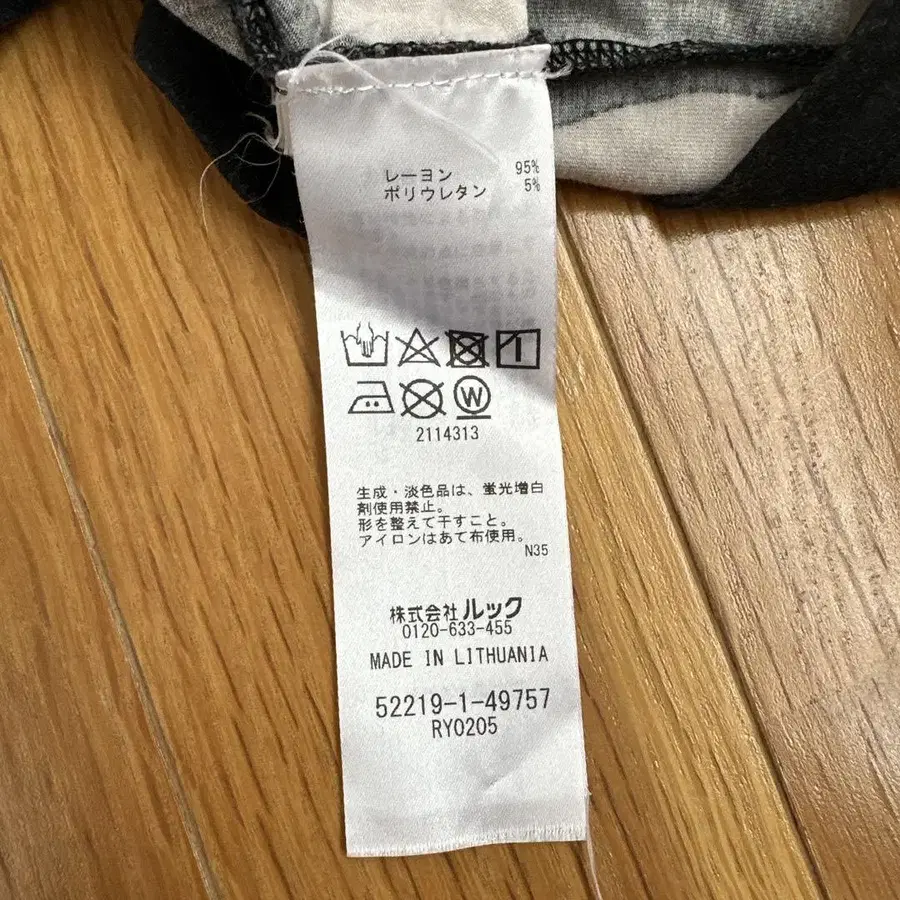 レーヨン 95%
ポリウレタン 5%
W
2114313
生成・淡色品は、蛍光増白
剤使用禁止。
形を整えて干すこと。
アイロンはあて布使用。
N35
株式会社ルック
0120-633-455
MADE IN LITHUANIA
52219-1-49757
RY0205